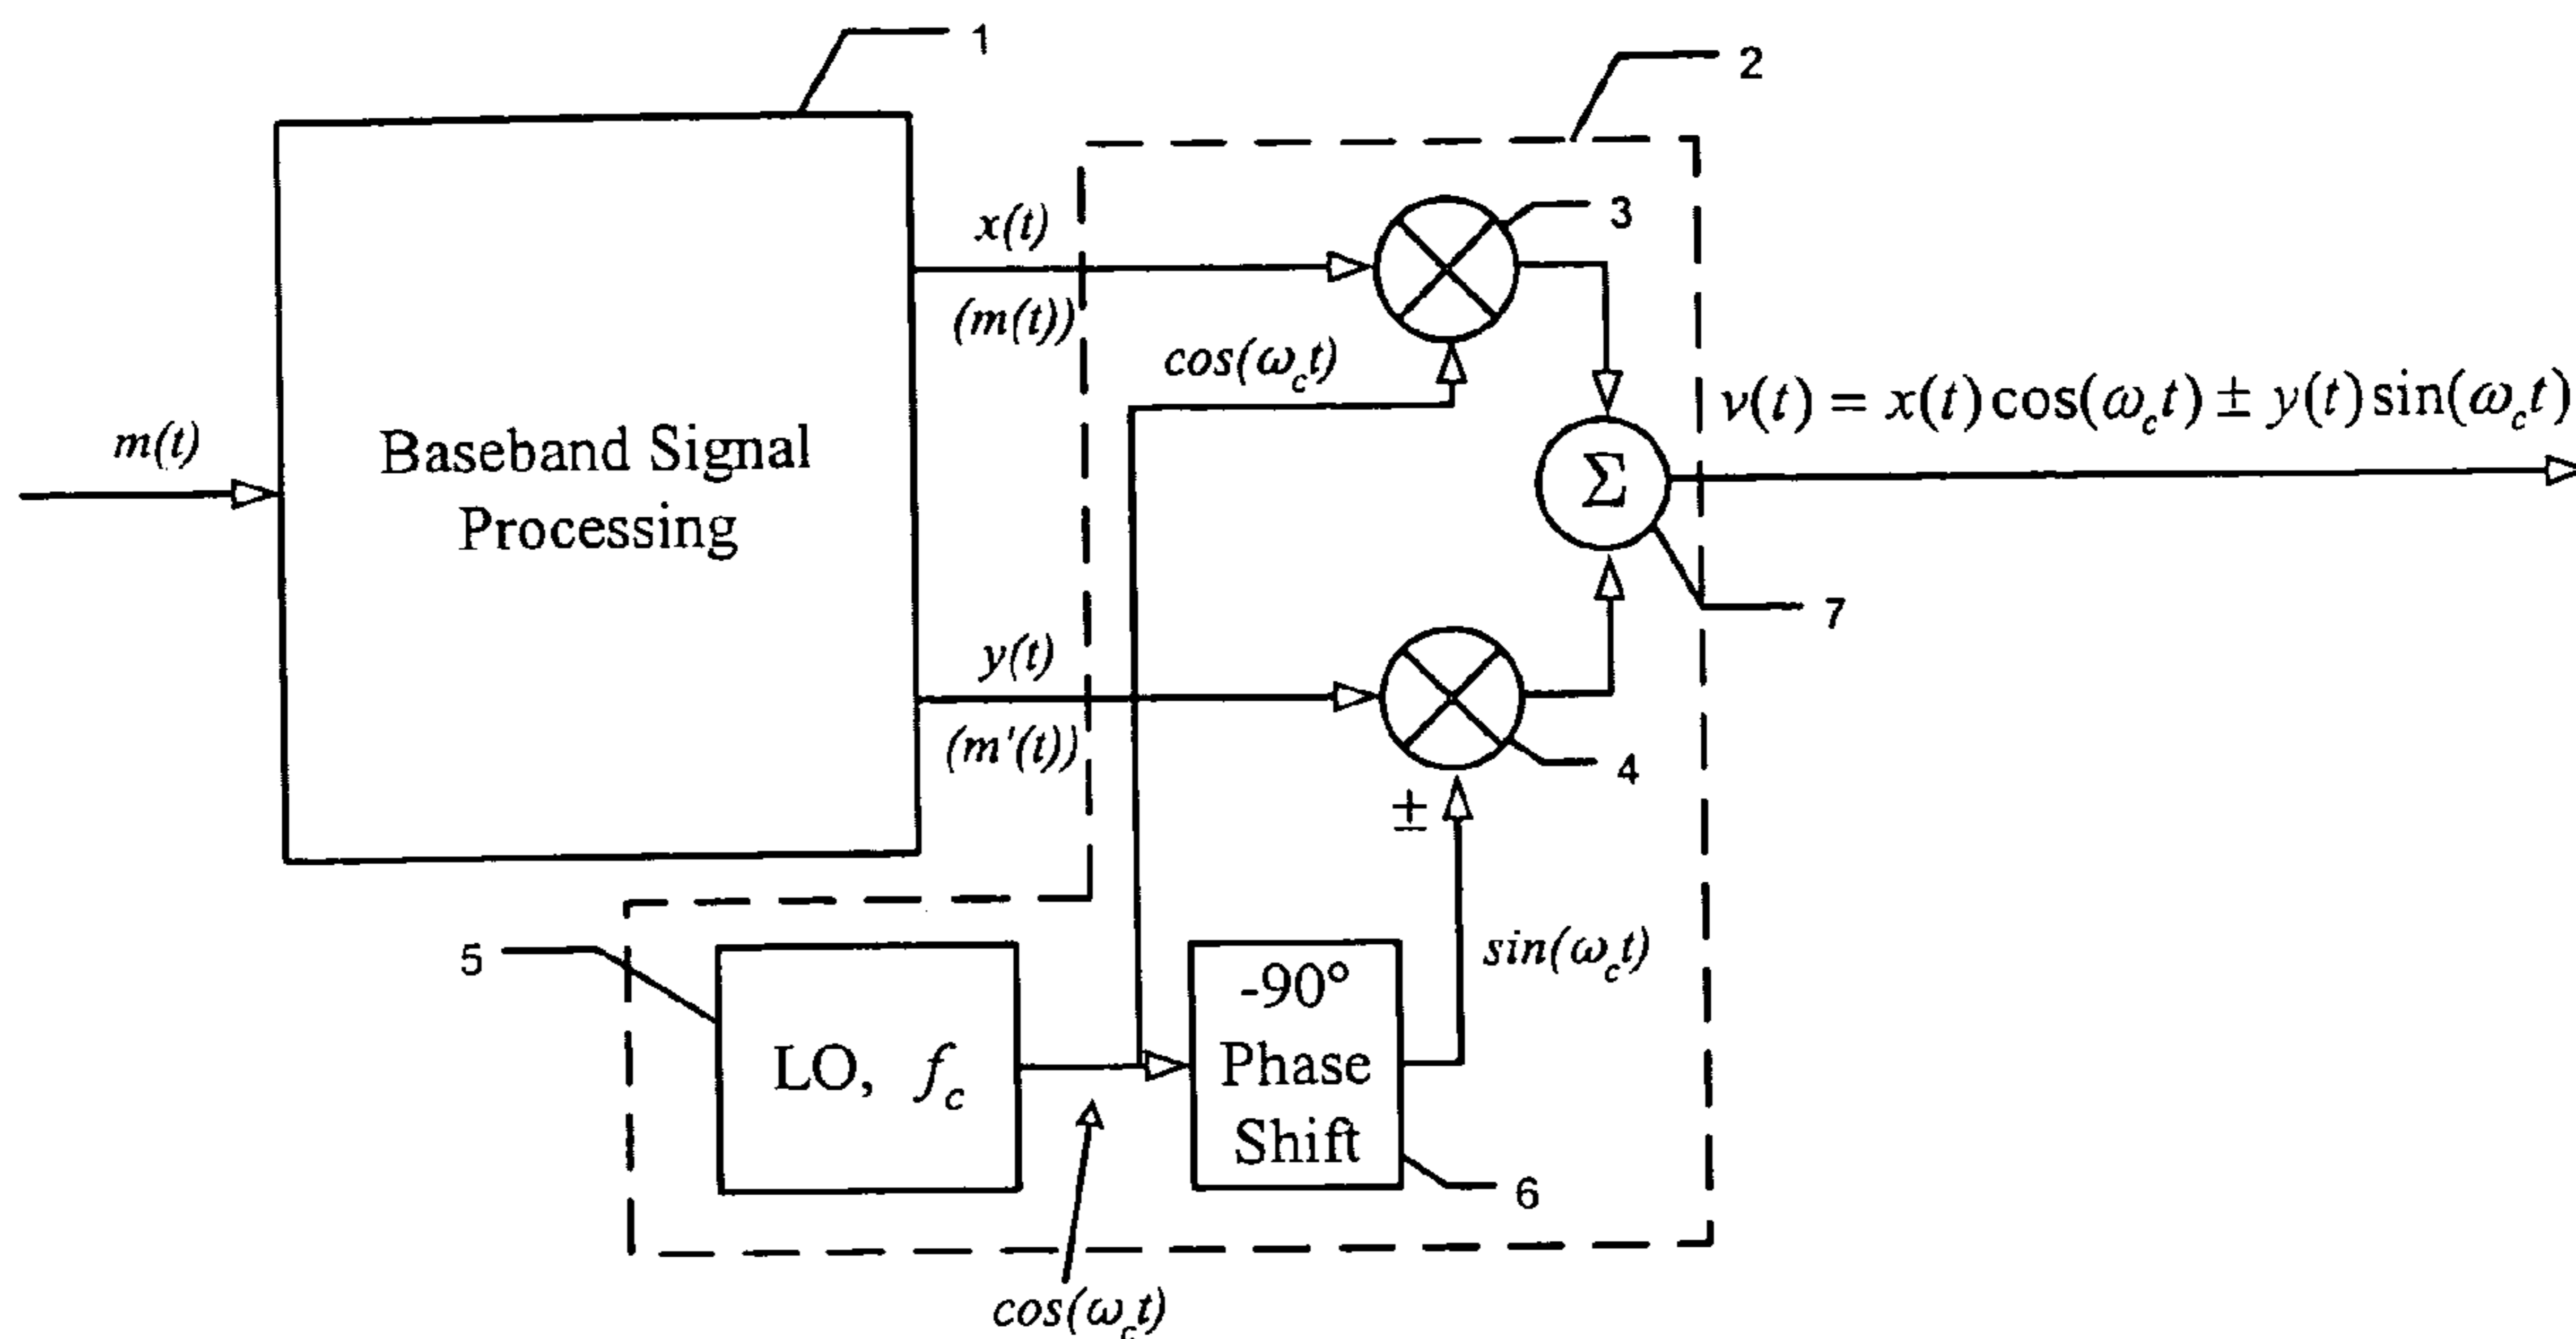 1
2
x(t)
3
(m(t))
cos(ω_c t)
v(t) = x(t)cos(ω_c t) ± y(t)sin(ω_c t)
m(t)
Baseband Signal
Processing
Σ
7
y(t)
(m'(t))
4
±
5
sin(ω_c t)
LO, f_c
-90°
Phase
Shift
6
cos(ω_c t)